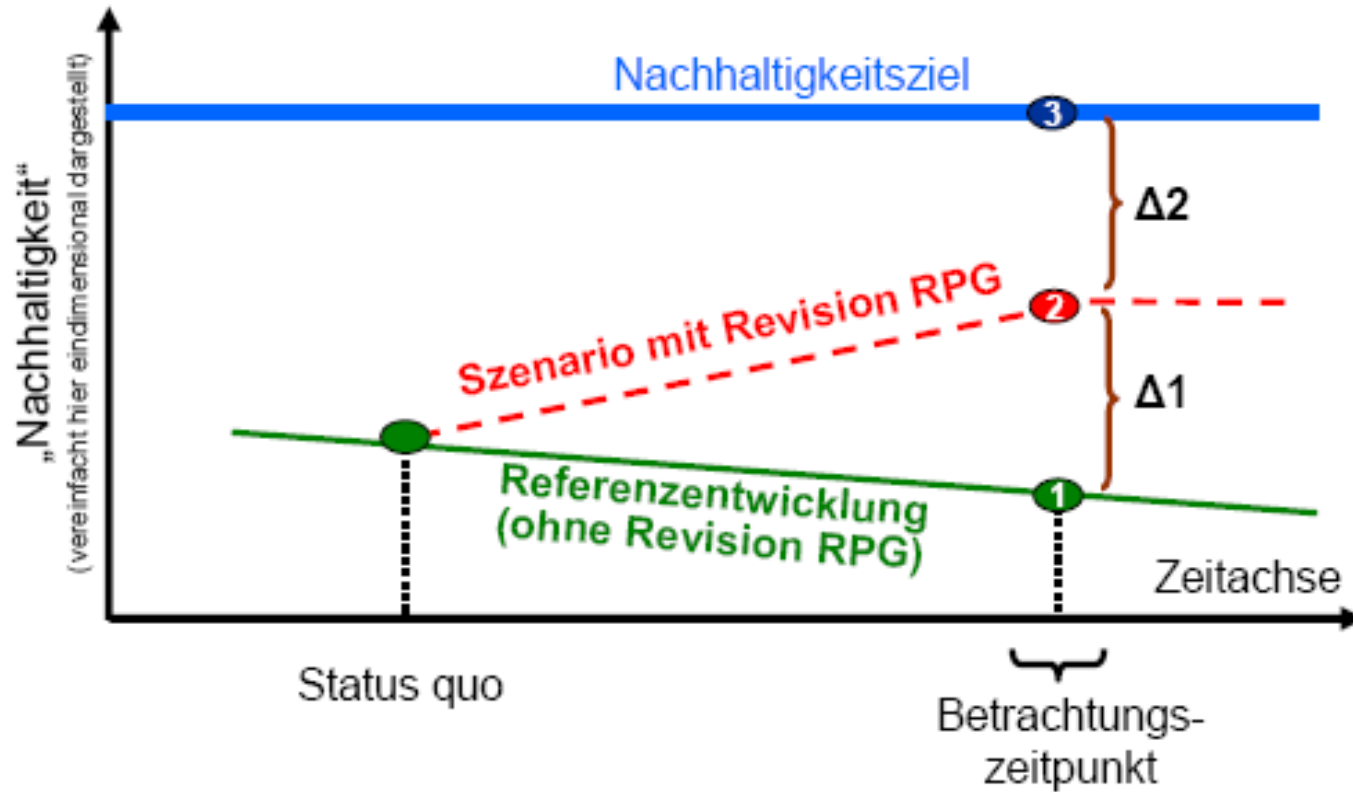 „Nachhaltigkeit“
(vereinfacht hier eindimensional dargestellt)
Nachhaltigkeitsziel
3
Δ2
Szenario mit Revision RPG
2
Δ1
Referenzentwicklung
(ohne Revision RPG)
1
Zeitachse
Status quo
Betrachtungs-
zeitpunkt